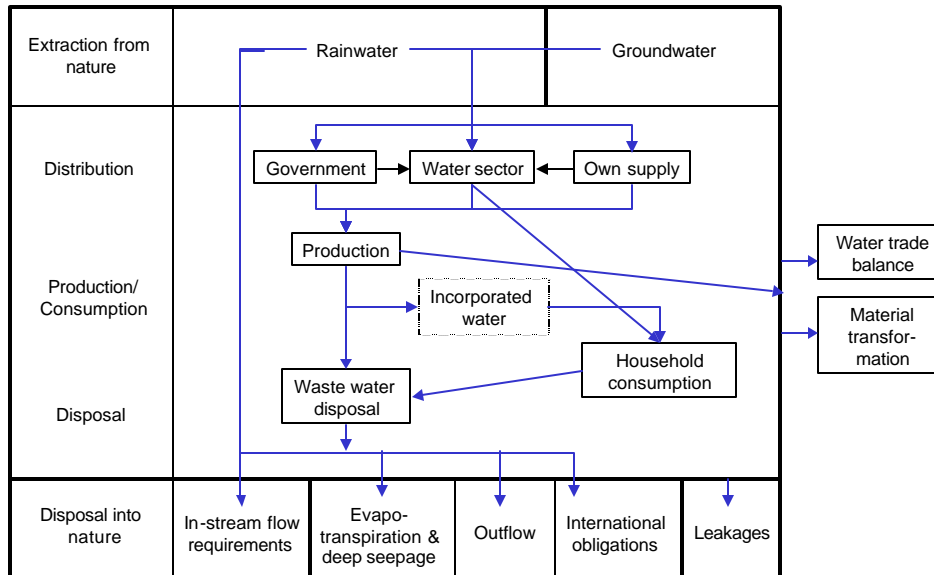 Extraction from
nature
Rainwater
Groundwater
Distribution
Government
Water sector
Own supply
Production
Water trade
balance
Production/
Consumption
Incorporated
water
Material
transfor-
mation
Household
consumption
Waste water
disposal
Disposal
Disposal into
nature
In-stream flow
requirements
Evapo-
transpiration &
deep seepage
Outflow
International
obligations
Leakages